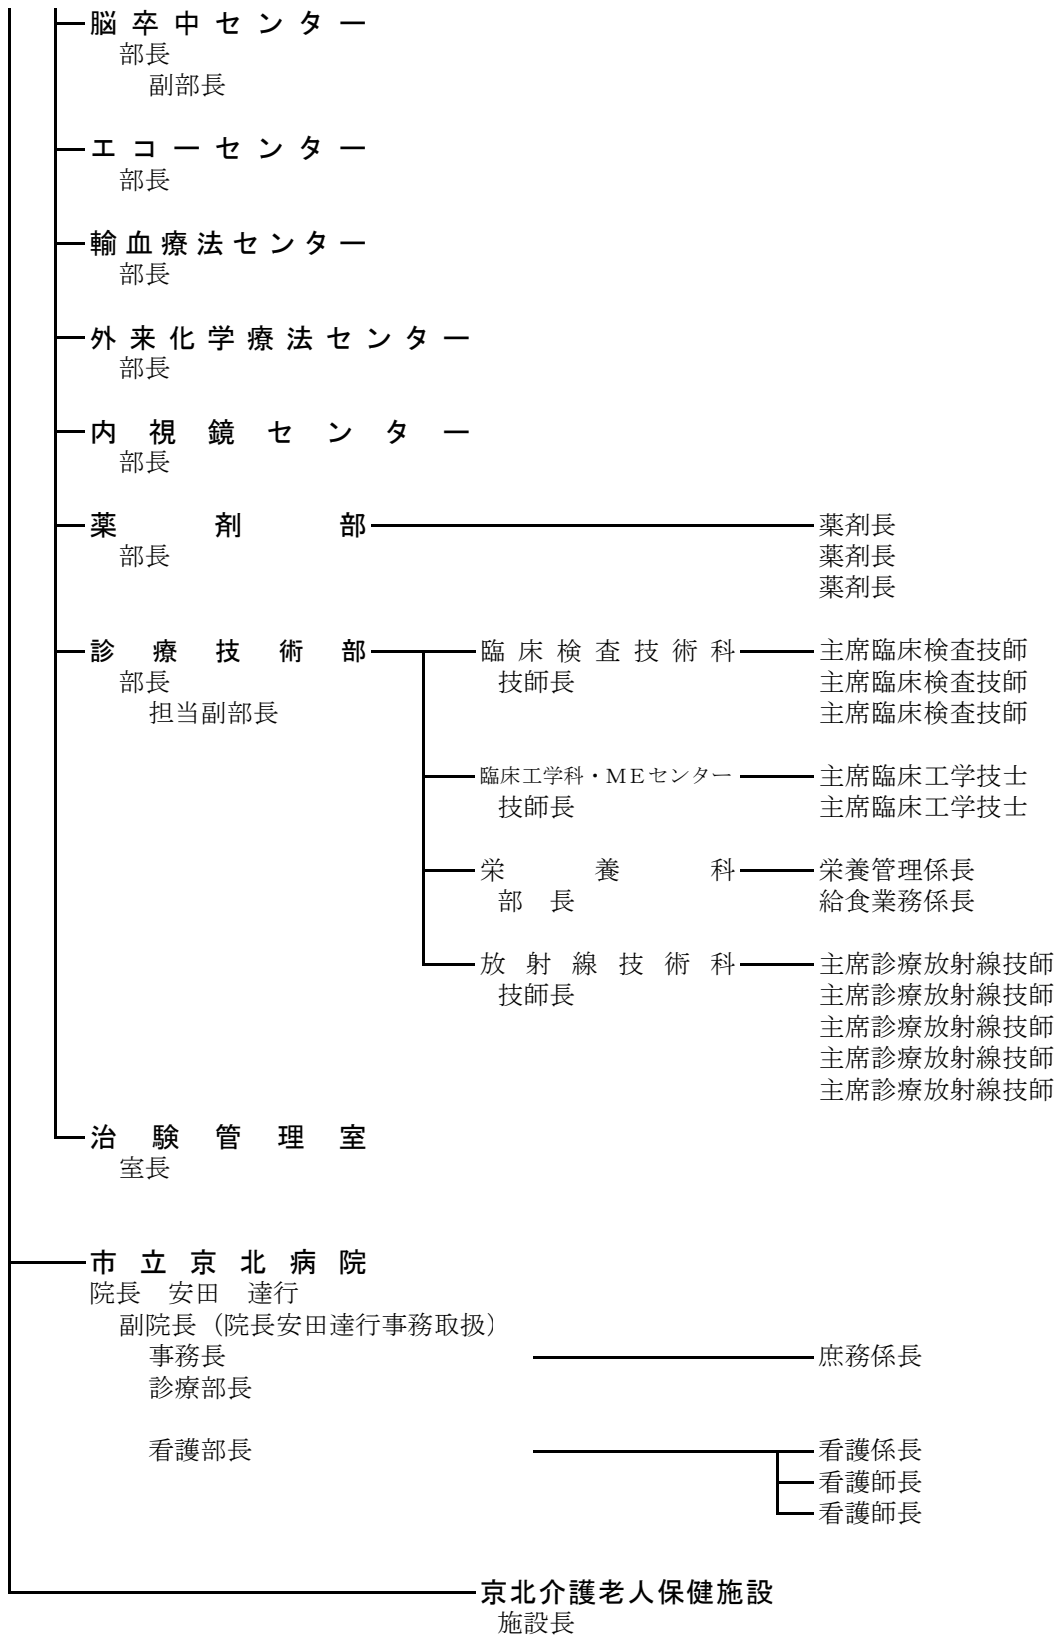 脳卒中センター
部長
副部長
エコーセンター
部長
輸血療法センター
部長
外来化学療法センター
部長
内視鏡センター
部長
薬剤部 薬剤長
部長 薬剤長
薬剤長
診療技術部 臨床検査技術科 主席臨床検査技師
部長 技師長 主席臨床検査技師
担当副部長 主席臨床検査技師
臨床工学科・MEセンター 主席臨床工学技士
技師長 主席臨床工学技士
栄養科 栄養管理係長
部 長 給食業務係長
放射線技術科 主席診療放射線技師
技師長 主席診療放射線技師
主席診療放射線技師
主席診療放射線技師
主席診療放射線技師
治験管理室
室長
市立京北病院
院長 安田 達行
副院長(院長安田達行事務取扱)
事務長 庶務係長
診療部長
看護部長 看護係長
看護師長
看護師長
京北介護老人保健施設
施設長